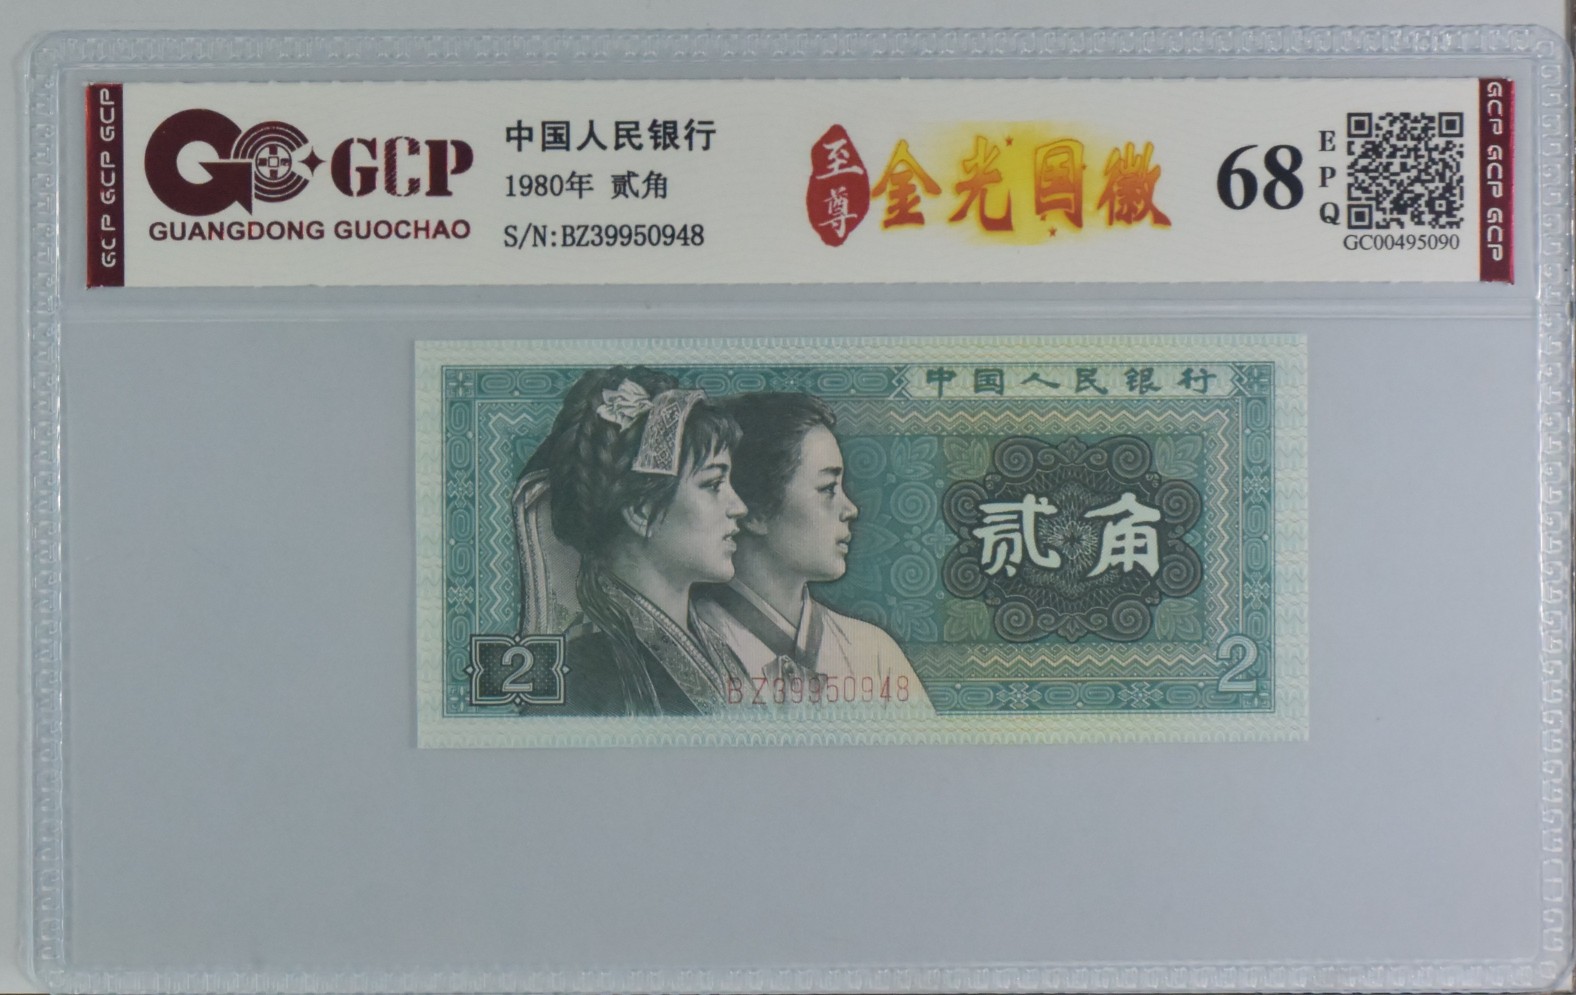 GCP GCP GCP
GCP
GUANGDONG GUOCHAO
中国人民银行
1980年 贰角
S/N:BZ39950948
至尊
金光国徽
68
EPQ
GC00495090
GCP GCP GCP
中国人民银行
贰角
2
BZ39950948
2